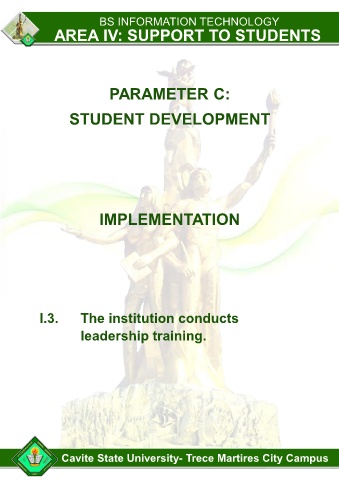 BS INFORMATION TECHNOLOGY
AREA IV: SUPPORT TO STUDENTS
PARAMETER C:
STUDENT DEVELOPMENT
IMPLEMENTATION
I.3. The institution conducts
leadership training.
Cavite State University- Trece Martires City Campus